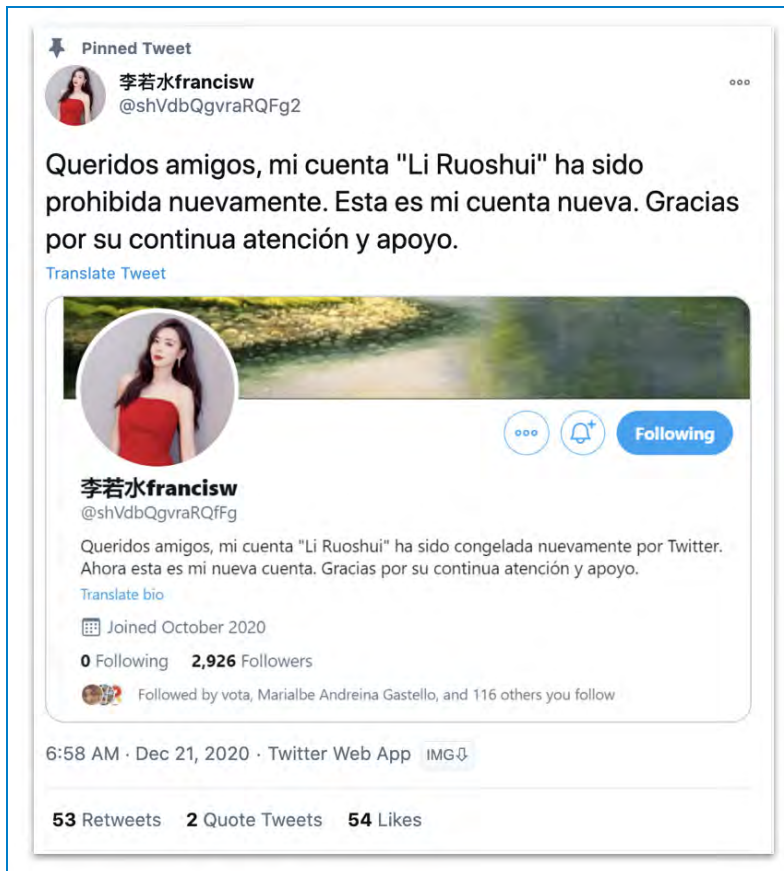 Pinned Tweet
李若水francisw
@shVdbQgvraRQFg2
Queridos amigos, mi cuenta "Li Ruoshui" ha sido
prohibida nuevamente. Esta es mi cuenta nueva. Gracias
por su continua atención y apoyo.
Translate Tweet
Following
李若水francisw
@shVdbQgvraRQfFg
Queridos amigos, mi cuenta "Li Ruoshui" ha sido congelada nuevamente por Twitter.
Ahora esta es mi nueva cuenta. Gracias por su continua atención y apoyo.
Translate bio
Joined October 2020
0 Following 2,926 Followers
Followed by vota, Marialbe Andreina Gastello, and 116 others you follow
6:58 AM · Dec 21, 2020 · Twitter Web App IMG
53 Retweets 2 Quote Tweets 54 Likes